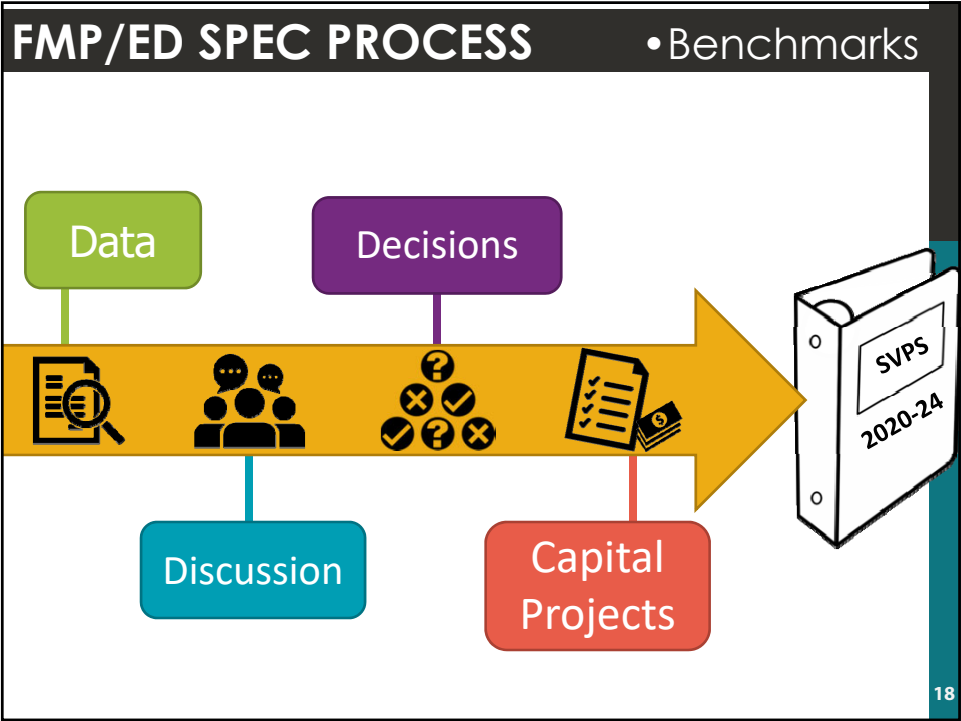 FMP/ED SPEC PROCESS
•Benchmarks
Data
Decisions
SVPS
2020-24
Discussion
Capital
Projects
18